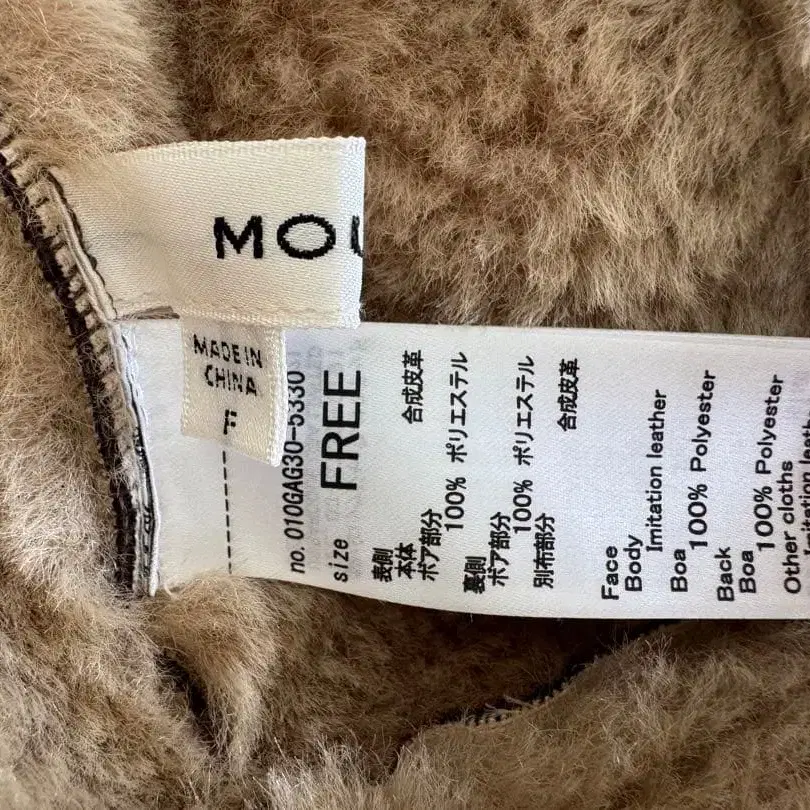 MOU
MADE IN
CHINA
F
no. 010GAG30-5330
size FREE
表側
本体
合成皮革
ボア部分
100% ポリエステル
裏側
ボア部分
100% ポリエステル
別布部分
合成皮革
Face
Body
Imitation leather
Boa
100% Polyester
Back
Boa
100% Polyester
Other cloths